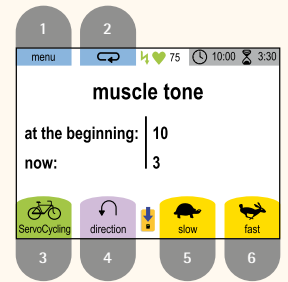 1 2
menu 75 10:00 3:30
muscle tone
at the beginning: 10
now: 3
ServoCycling direction slow fast
3 4 5 6